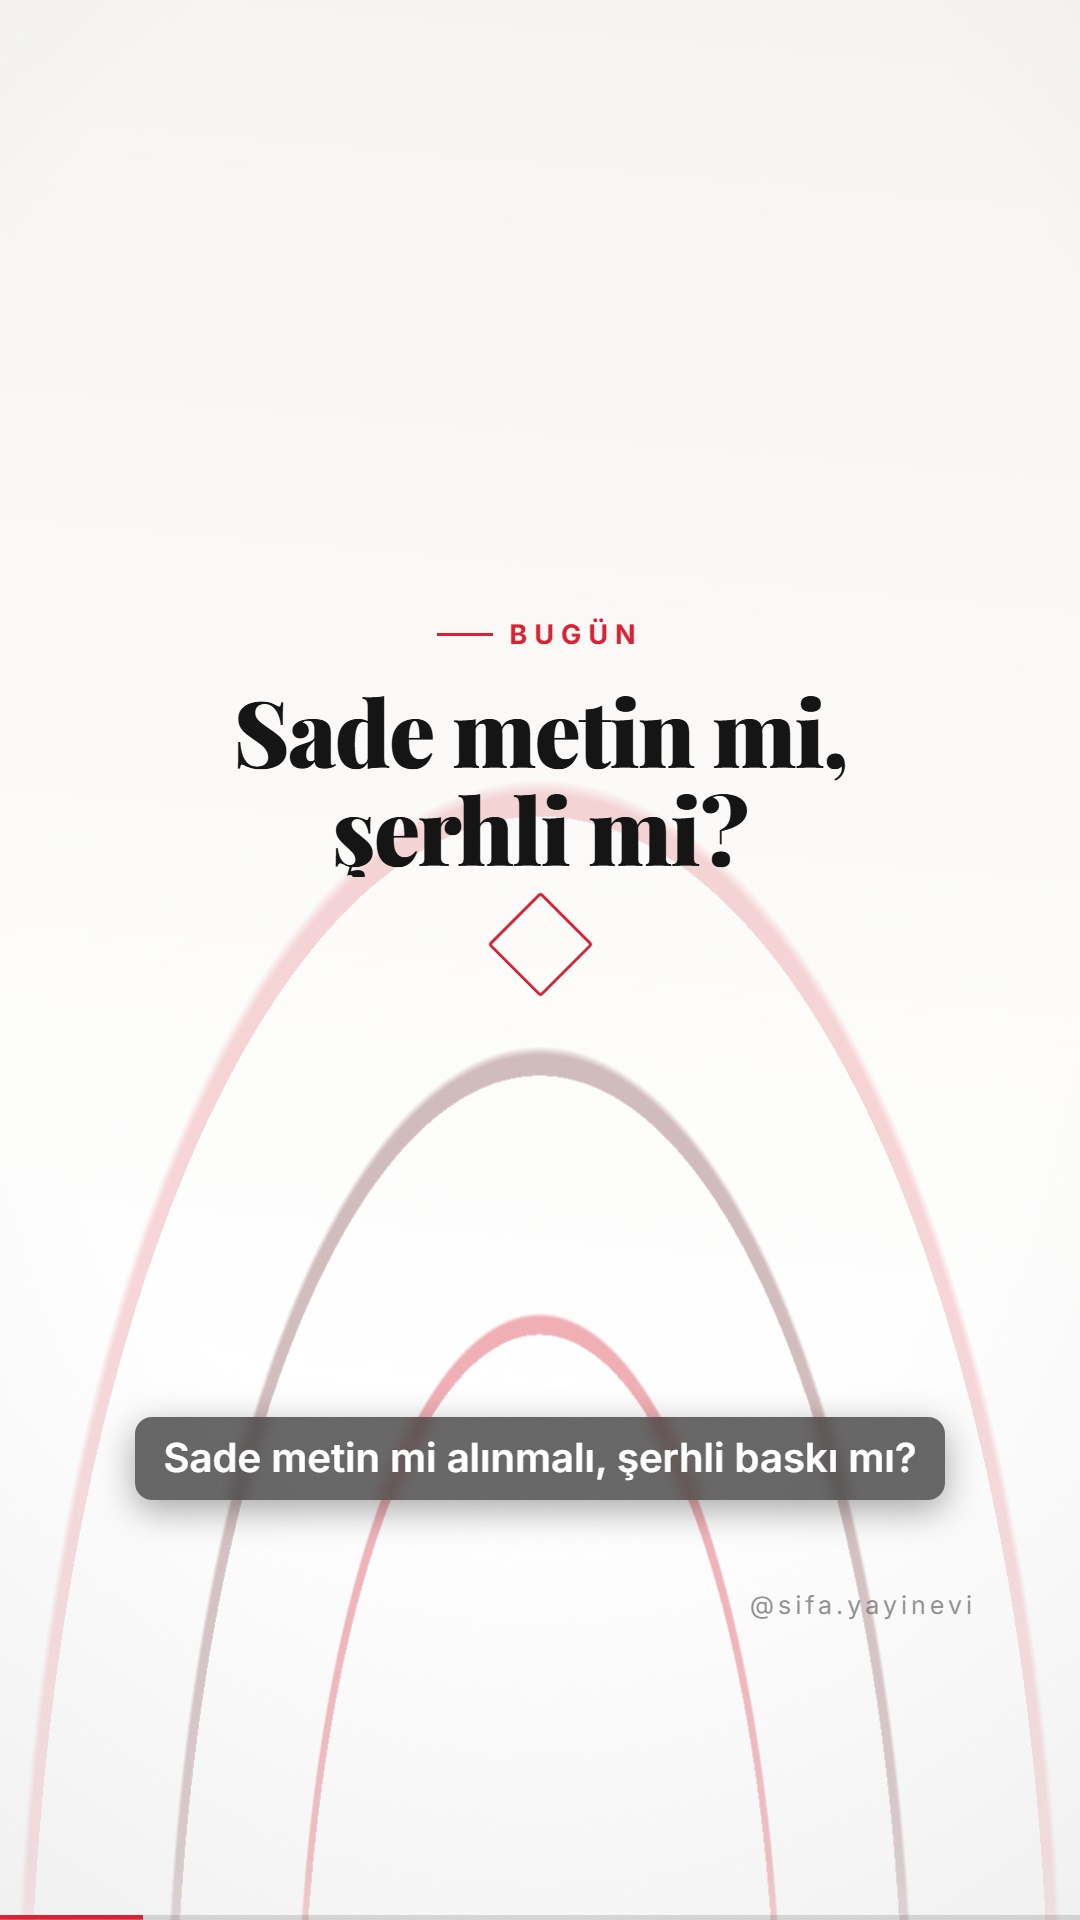 BUGÜN
Sade metin mi,
şerhli mi?
Sade metin mi alınmalı, şerhli baskı mı?
@sifa.yayinevi